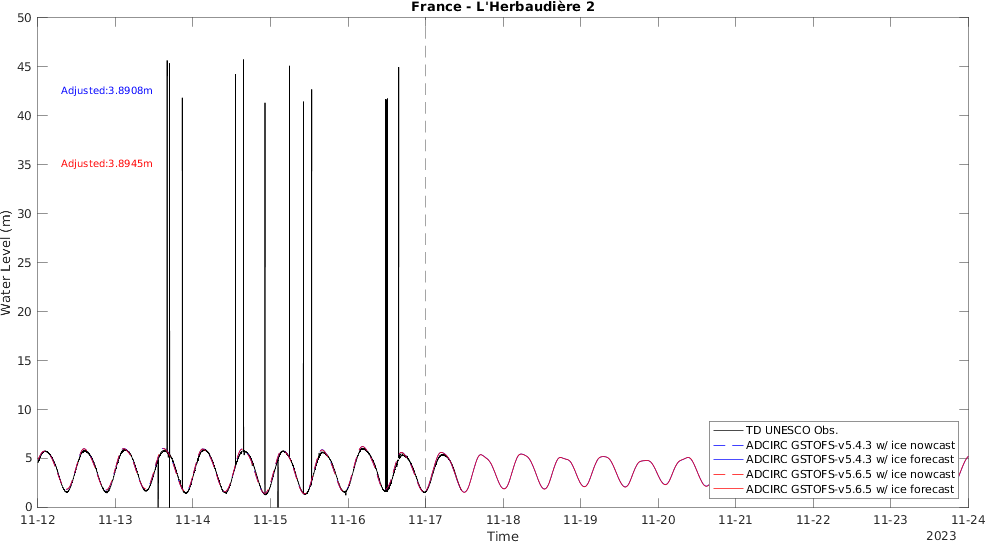 France - L'Herbaudière 2
50
45
40
35
30
25
20
15
10
5
0
Water Level (m)
Adjusted:3.8908m
Adjusted:3.8945m
TD UNESCO Obs.
ADCIRC GSTOFS-v5.4.3 w/ ice nowcast
ADCIRC GSTOFS-v5.4.3 w/ ice forecast
ADCIRC GSTOFS-v5.6.5 w/ ice nowcast
ADCIRC GSTOFS-v5.6.5 w/ ice forecast
11-12 11-13 11-14 11-15 11-16 11-17 11-18 11-19 11-20 11-21 11-22 11-23 11-24
Time
2023